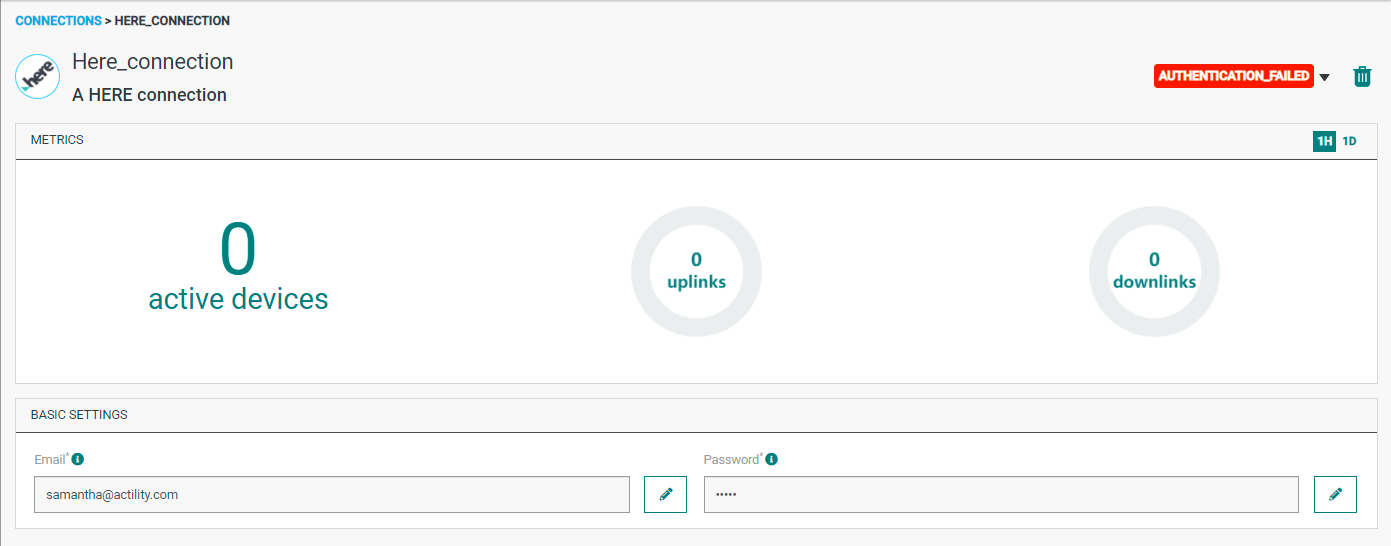 CONNECTIONS > HERE_CONNECTION
here
Here_connection
A HERE connection
AUTHENTICATION_FAILED
METRICS
1H 1D
0
active devices
0
uplinks
0
downlinks
BASIC SETTINGS
Email*
Password*
samantha@actility.com
•••••